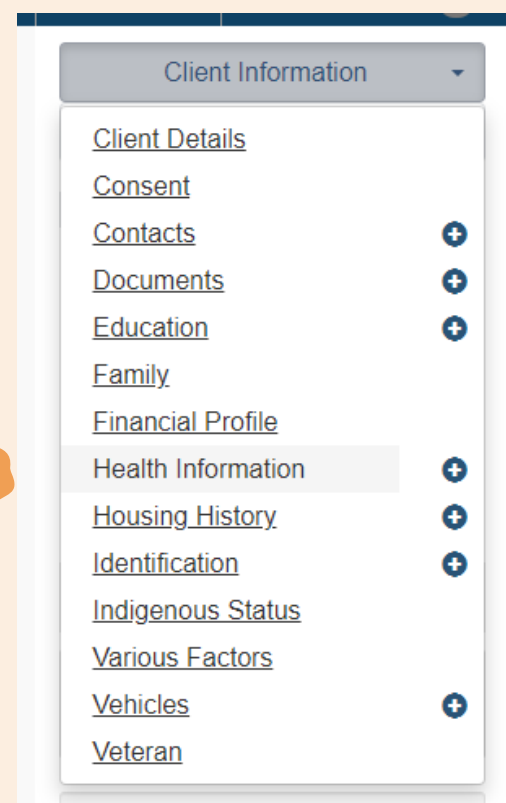 Client Information
Client Details
Consent
Contacts
Documents
Education
Family
Financial Profile
Health Information
Housing History
Identification
Indigenous Status
Various Factors
Vehicles
Veteran